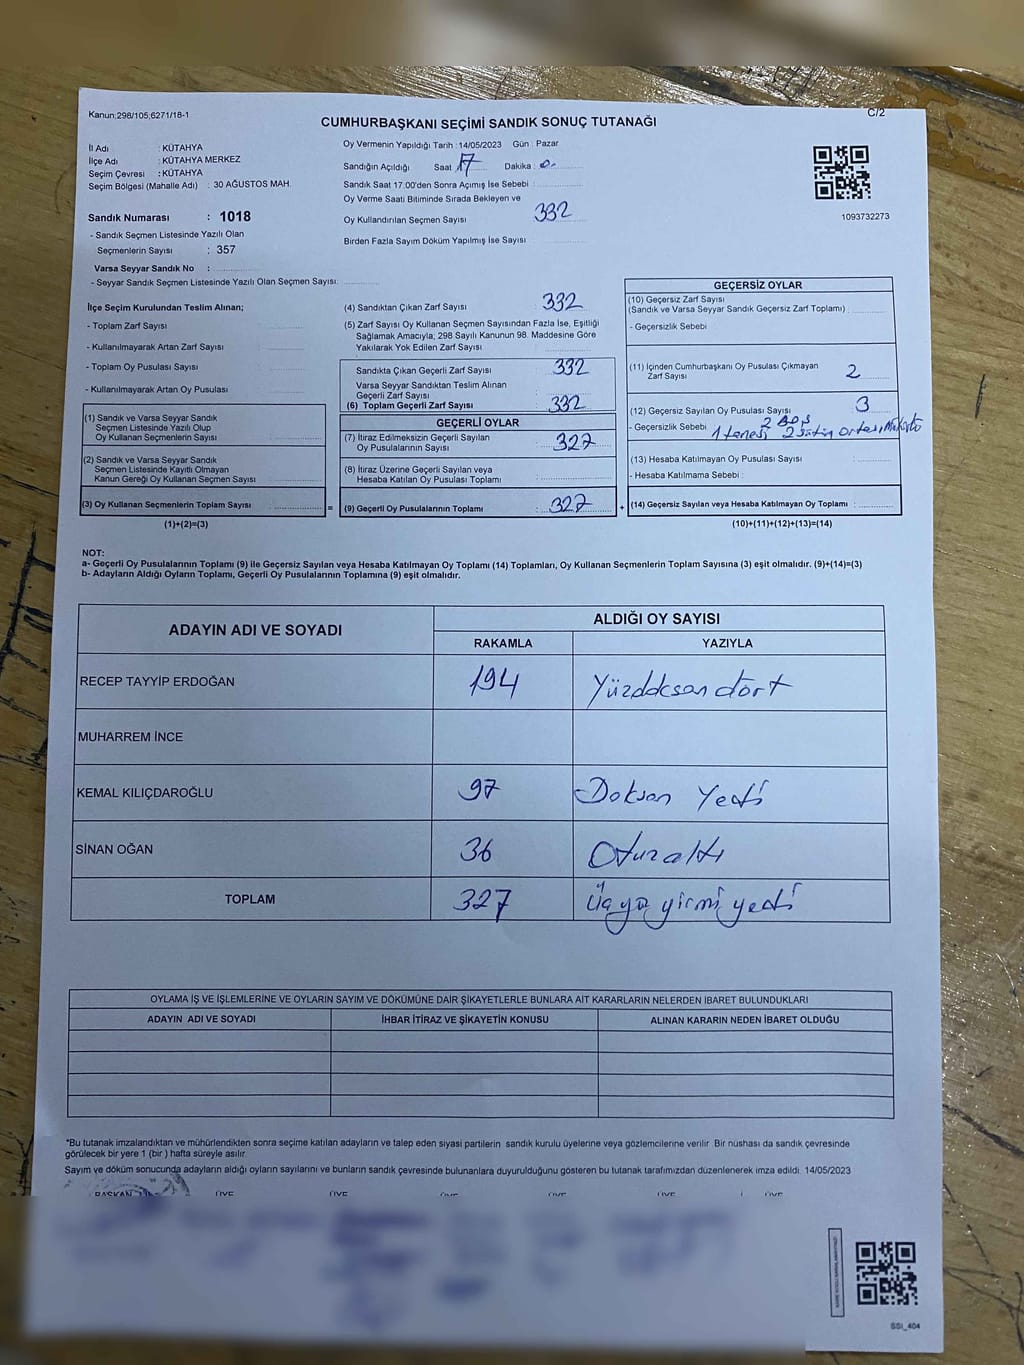 Kanun;298/105;6271/18-1
C/2
CUMHURBAŞKANI SEÇİMİ SANDIK SONUÇ TUTANAĞI
İl Adı : KÜTAHYA
İlçe Adı : KÜTAHYA MERKEZ
Seçim Çevresi : KÜTAHYA
Seçim Bölgesi (Mahalle Adı) : 30 AĞUSTOS MAH.
Sandık Numarası : 1018
- Sandık Seçmen Listesinde Yazılı Olan
Seçmenlerin Sayısı : 357
Varsa Seyyar Sandık No :
- Seyyar Sandık Seçmen Listesinde Yazılı Olan Seçmen Sayısı:
Oy Vermenin Yapıldığı Tarih : 14/05/2023 Gün : Pazar
Sandığın Açıldığı Saat : 17 Dakika : 0
Sandık Saat 17:00'den Sonra Açımış İse Sebebi :
Oy Verme Saati Bitiminde Sırada Bekleyen ve
Oy Kullandırılan Seçmen Sayısı 332
Birden Fazla Sayım Döküm Yapılmış İse Sayısı :
1093732273
İlçe Seçim Kurulundan Teslim Alınan;
- Toplam Zarf Sayısı
- Kullanılmayarak Artan Zarf Sayısı
- Toplam Oy Pusulası Sayısı
- Kullanılmayarak Artan Oy Pusulası
(1) Sandık ve Varsa Seyyar Sandık
Seçmen Listesinde Yazılı Olup
Oy Kullanan Seçmenlerin Sayısı
(2) Sandık ve Varsa Seyyar Sandık
Seçmen Listesinde Kayıtlı Olmayan
Kanun Gereği Oy Kullanan Seçmen Sayısı
(3) Oy Kullanan Seçmenlerin Toplam Sayısı :
(1)+(2)=(3)
=
(4) Sandıktan Çıkan Zarf Sayısı 332
(5) Zarf Sayısı Oy Kullanan Seçmen Sayısından Fazla İse, Eşitliği
Sağlamak Amacıyla; 298 Sayılı Kanunun 98. Maddesine Göre
Yakılarak Yok Edilen Zarf Sayısı
Sandıkta Çıkan Geçerli Zarf Sayısı 332
Varsa Seyyar Sandıktan Teslim Alınan
Geçerli Zarf Sayısı
(6) Toplam Geçerli Zarf Sayısı 332
GEÇERLİ OYLAR
(7) İtiraz Edilmeksizin Geçerli Sayılan
Oy Pusulalarının Sayısı : 327
(8) İtiraz Üzerine Geçerli Sayılan veya
Hesaba Katılan Oy Pusulası Toplamı :
(9) Geçerli Oy Pusulalarının Toplamı : 327
+
GEÇERSİZ OYLAR
(10) Geçersiz Zarf Sayısı
(Sandık ve Varsa Seyyar Sandık Geçersiz Zarf Toplamı) :
- Geçersizlik Sebebi
(11) İçinden Cumhurbaşkanı Oy Pusulası Çıkmayan
Zarf Sayısı 2
(12) Geçersiz Sayılan Oy Pusulası Sayısı 3
- Geçersizlik Sebebi 2 Boş
1 tanesi 2 sütün ortası
(13) Hesaba Katılmayan Oy Pusulası Sayısı :
- Hesaba Katılmama Sebebi :
(14) Geçersiz Sayılan veya Hesaba Katılmayan Oy Toplamı :
(10)+(11)+(12)+(13)=(14)
NOT:
a- Geçerli Oy Pusulalarının Toplamı (9) ile Geçersiz Sayılan veya Hesaba Katılmayan Oy Toplamı (14) Toplamları, Oy Kullanan Seçmenlerin Toplam Sayısına (3) eşit olmalıdır. (9)+(14)=(3)
b- Adayların Aldığı Oyların Toplamı, Geçerli Oy Pusulalarının Toplamına (9) eşit olmalıdır.
ADAYIN ADI VE SOYADI ALDIĞI OY SAYISI
RAKAMLA YAZIYLA
RECEP TAYYİP ERDOĞAN 194 Yüzdoksan dört
MUHARREM İNCE
KEMAL KILIÇDAROĞLU 97 Doksan Yedi
SİNAN OĞAN 36 Otuzaltı
TOPLAM 327 Üçyüz yirmi yedi
OYLAMA İŞ VE İŞLEMLERİNE VE OYLARIN SAYIM VE DÖKÜMÜNE DAİR ŞİKAYETLERLE BUNLARA AİT KARARLARIN NELERDEN İBARET BULUNDUKLARI
ADAYIN ADI VE SOYADI İHBAR İTİRAZ VE ŞİKAYETİN KONUSU ALINAN KARARIN NEDEN İBARET OLDUĞU
*Bu tutanak imzalandıktan ve mühürlendikten sonra seçime katılan adayların ve talep eden siyasi partilerin sandık kurulu üyelerine veya gözlemcilerine verilir. Bir nüshası da sandık çevresinde
görülecek bir yere 1 (bir) hafta süreyle asılır.
Sayım ve döküm sonucunda adayların aldığı oyların sayılarını ve bunların sandık çevresinde bulunanlara duyurulduğunu gösteren bu tutanak tarafımızdan düzenlenerek imza edildi. 14/05/2023
BAŞKAN ÜYE ÜYE ÜYE ÜYE ÜYE ÜYE
SSI_404